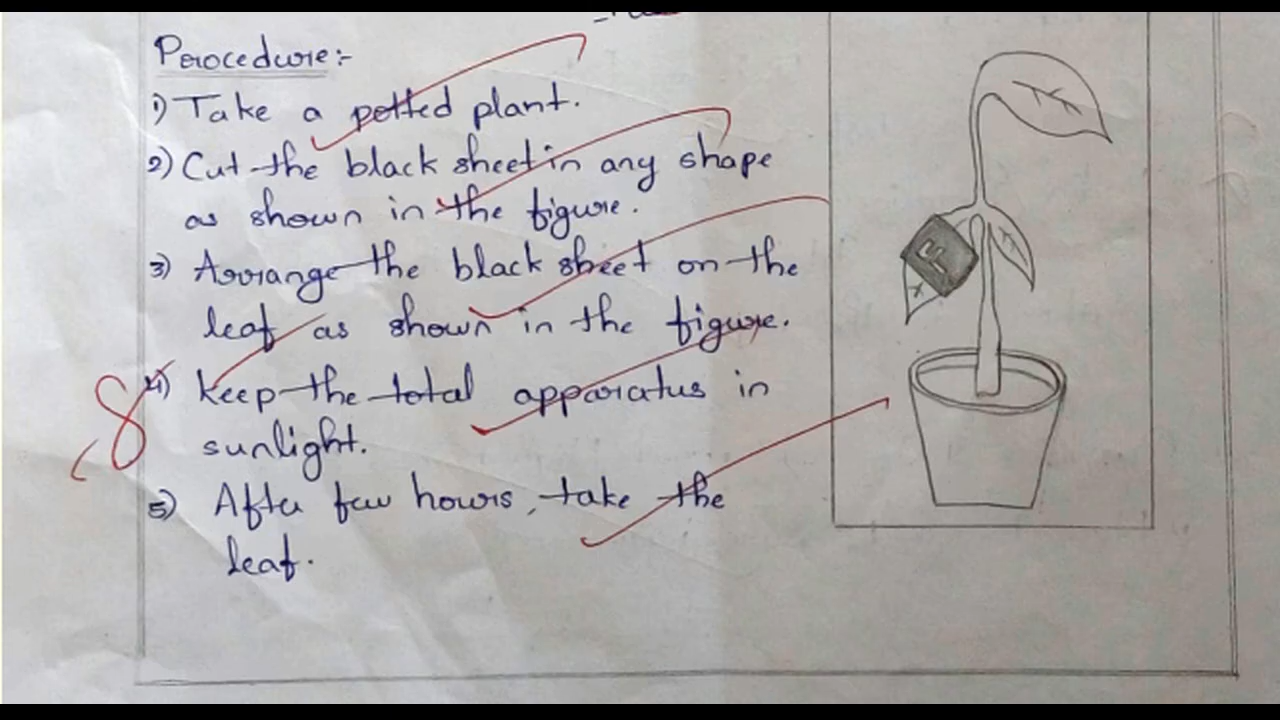 Procedure:-
1) Take a potted plant.
2) Cut the black sheet in any shape
as shown in the figure.
3) Arrange the black sheet on the
leaf as shown in the figure.
4) Keep the total apparatus in
sunlight.
5) After few hours, take the
leaf.
8